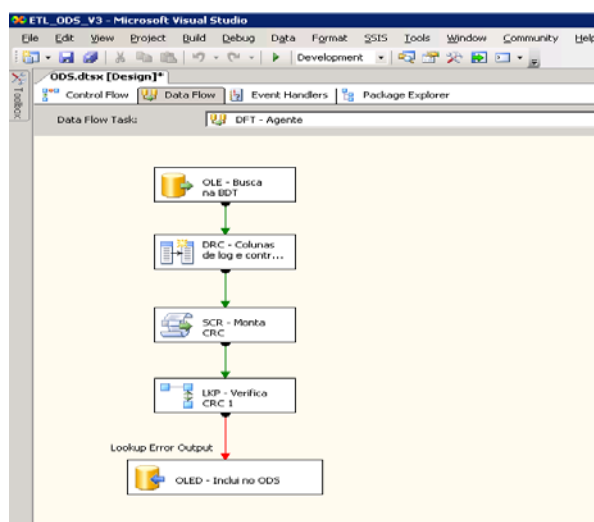 ETL_ODS_V3 - Microsoft Visual Studio
File Edit View Project Build Debug Data Format SSIS Tools Window Community Help
Development
ODS.dtsx [Design]*
Control Flow Data Flow Event Handlers Package Explorer
Toolbox
Data Flow Task: DFT - Agente
OLE - Busca
na BDT
DRC - Colunas
de log e contr...
SCR - Monta
CRC
LKP - Verifica
CRC 1
Lookup Error Output
OLED - Inclui no ODS